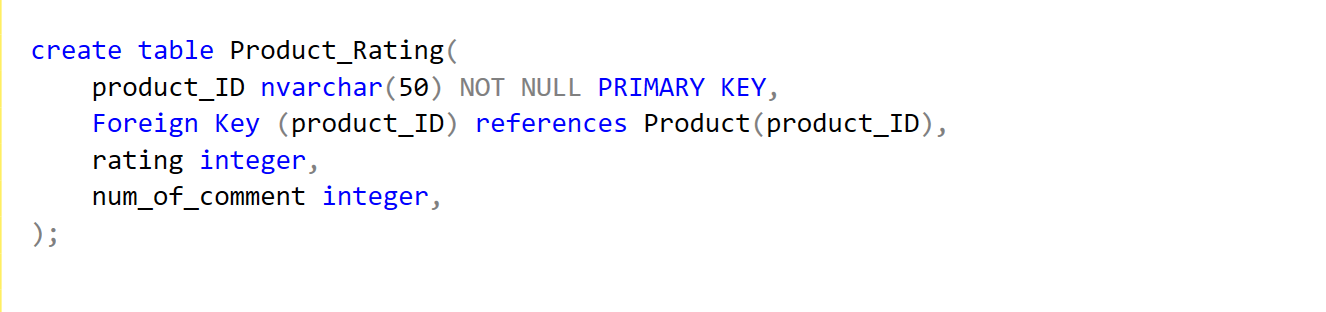 create table Product_Rating(
    product_ID nvarchar(50) NOT NULL PRIMARY KEY,
    Foreign Key (product_ID) references Product(product_ID),
    rating integer,
    num_of_comment integer,
);